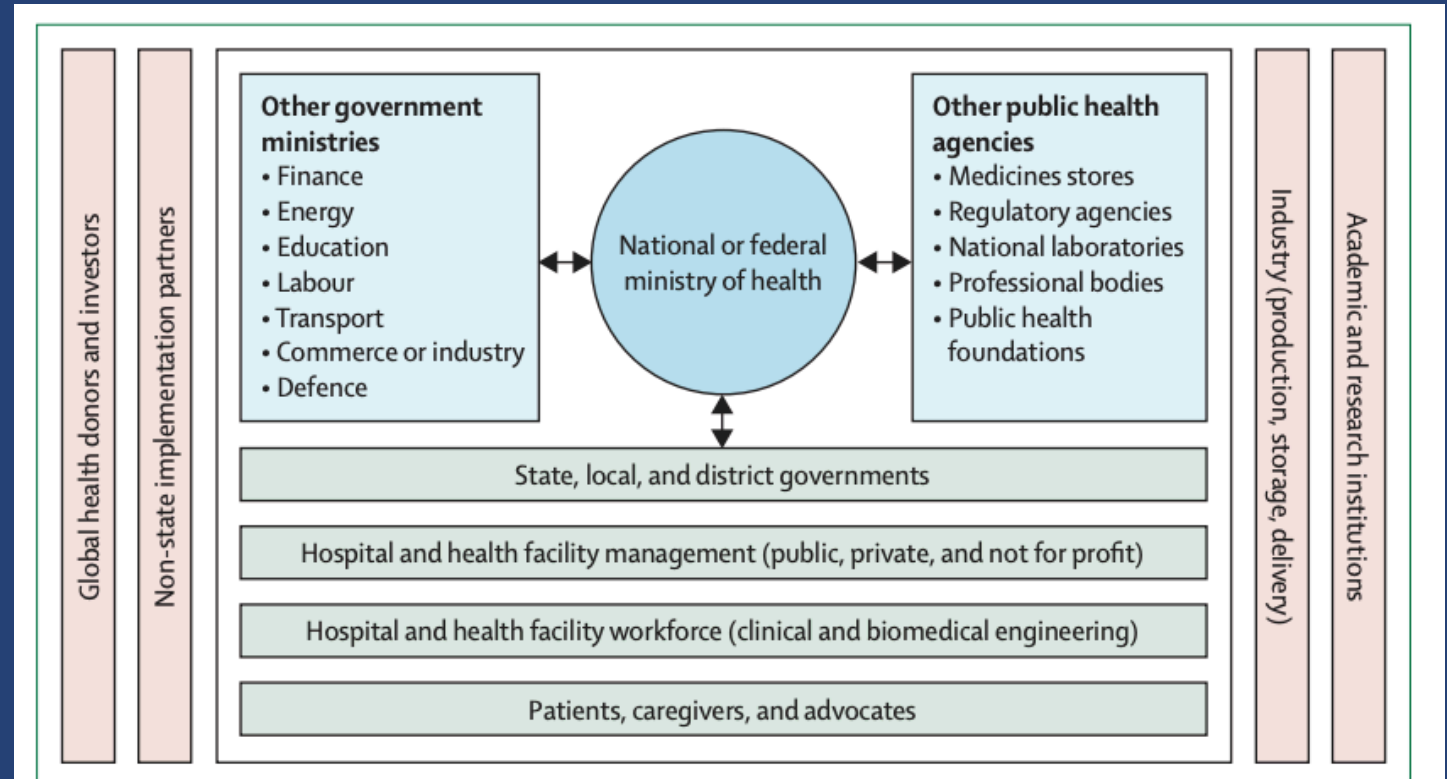 Global health donors and investors
Non-state implementation partners
Other government
ministries
• Finance
• Energy
• Education
• Labour
• Transport
• Commerce or industry
• Defence
National or federal
ministry of health
Other public health
agencies
• Medicines stores
• Regulatory agencies
• National laboratories
• Professional bodies
• Public health
foundations
State, local, and district governments
Hospital and health facility management (public, private, and not for profit)
Hospital and health facility workforce (clinical and biomedical engineering)
Patients, caregivers, and advocates
Industry (production, storage, delivery)
Academic and research institutions